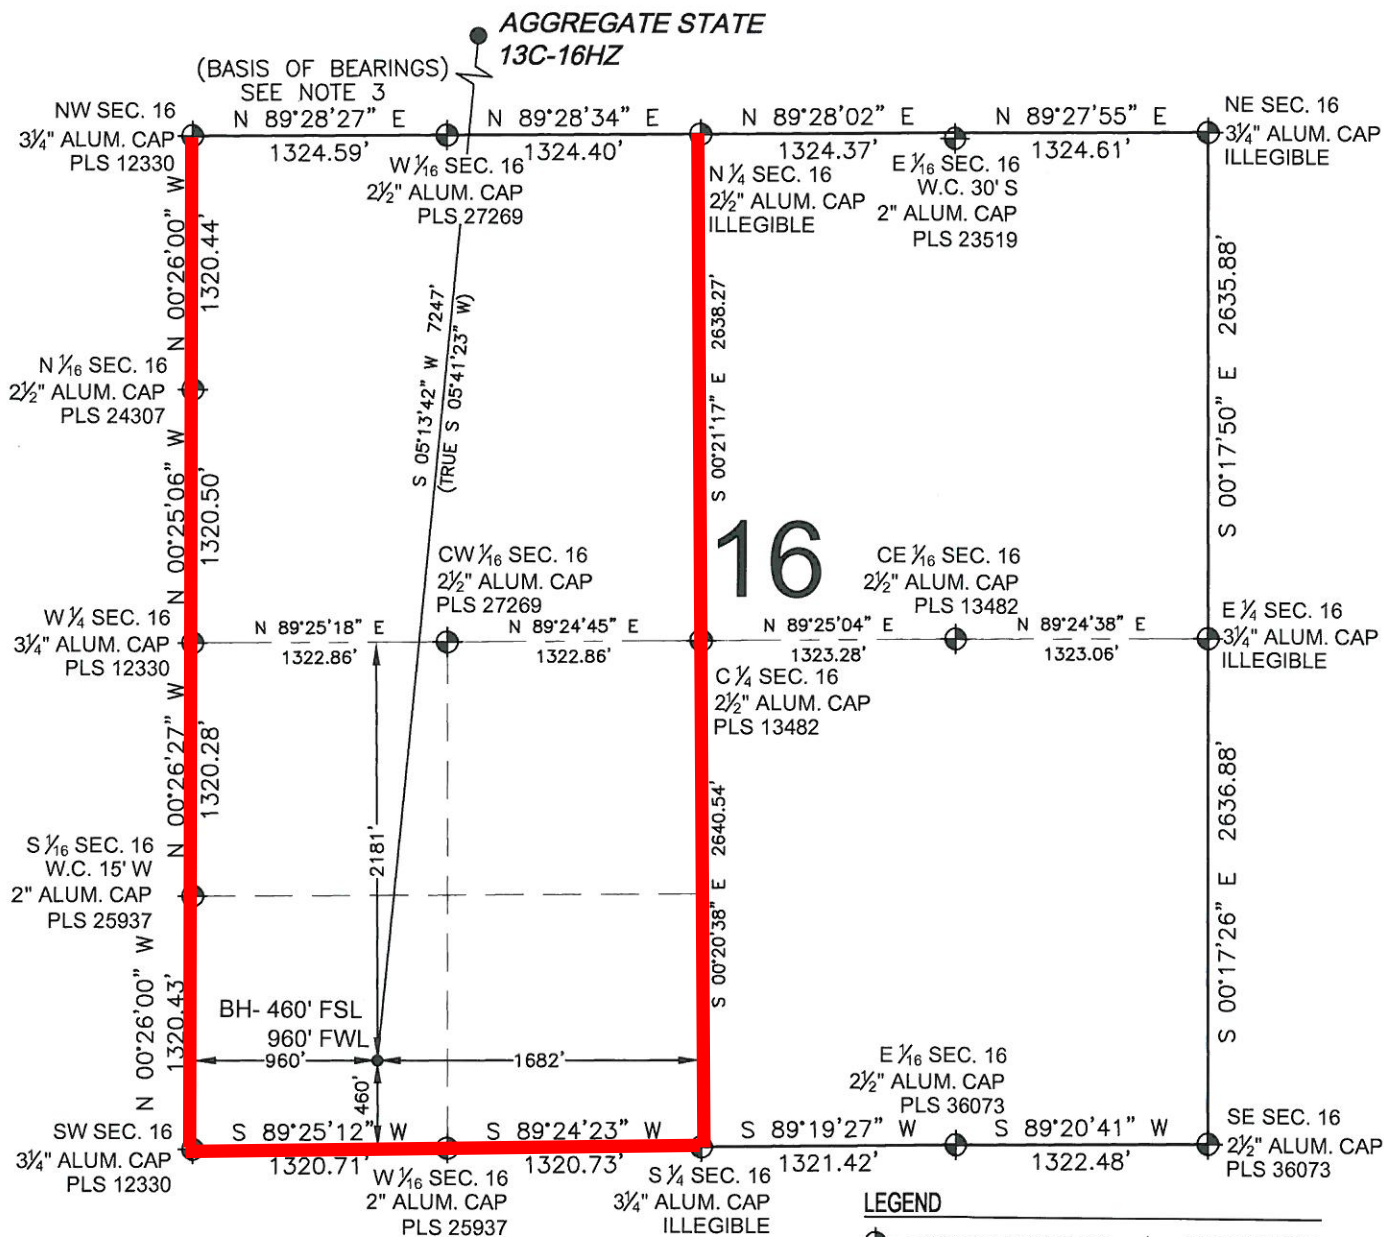 AGGREGATE STATE
13C-16HZ
(BASIS OF BEARINGS)
SEE NOTE 3
NW SEC. 16
3¼" ALUM. CAP
PLS 12330
N 89°28'27" E
1324.59'
N 89°28'34" E
1324.40'
N 89°28'02" E
1324.37'
N 89°27'55" E
1324.61'
NE SEC. 16
3¼" ALUM. CAP
ILLEGIBLE
W 1/16 SEC. 16
2½" ALUM. CAP
PLS 27269
N ¼ SEC. 16
2½" ALUM. CAP
ILLEGIBLE
E 1/16 SEC. 16
W.C. 30' S
2" ALUM. CAP
PLS 23519
N 00°26'00" W
1320.44'
S 05°13'42" W 7247'
(TRUE S 05°41'23" W)
S 00°21'17" E 2638.27'
S 00°17'50" E 2635.88'
N 1/16 SEC. 16
2½" ALUM. CAP
PLS 24307
N 00°25'06" W
1320.50'
16
CW 1/16 SEC. 16
2½" ALUM. CAP
PLS 27269
CE 1/16 SEC. 16
2½" ALUM. CAP
PLS 13482
W ¼ SEC. 16
3¼" ALUM. CAP
PLS 12330
N 89°25'18" E
1322.86'
N 89°24'45" E
1322.86'
N 89°25'04" E
1323.28'
N 89°24'38" E
1323.06'
E ¼ SEC. 16
3¼" ALUM. CAP
ILLEGIBLE
C ¼ SEC. 16
2½" ALUM. CAP
PLS 13482
N 00°26'27" W
1320.28'
2181'
S 00°20'38" E 2640.54'
S 00°17'26" E 2636.88'
S 1/16 SEC. 16
W.C. 15' W
2" ALUM. CAP
PLS 25937
N 00°26'00" W
1320.43'
BH- 460' FSL
960' FWL
960'
1682'
460'
E 1/16 SEC. 16
2½" ALUM. CAP
PLS 36073
SW SEC. 16
3¼" ALUM. CAP
PLS 12330
S 89°25'12" W
1320.71'
S 89°24'23" W
1320.73'
S 89°19'27" W
1321.42'
S 89°20'41" W
1322.48'
SE SEC. 16
2½" ALUM. CAP
PLS 36073
W 1/16 SEC. 16
2" ALUM. CAP
PLS 25937
S ¼ SEC. 16
3¼" ALUM. CAP
ILLEGIBLE
LEGEND